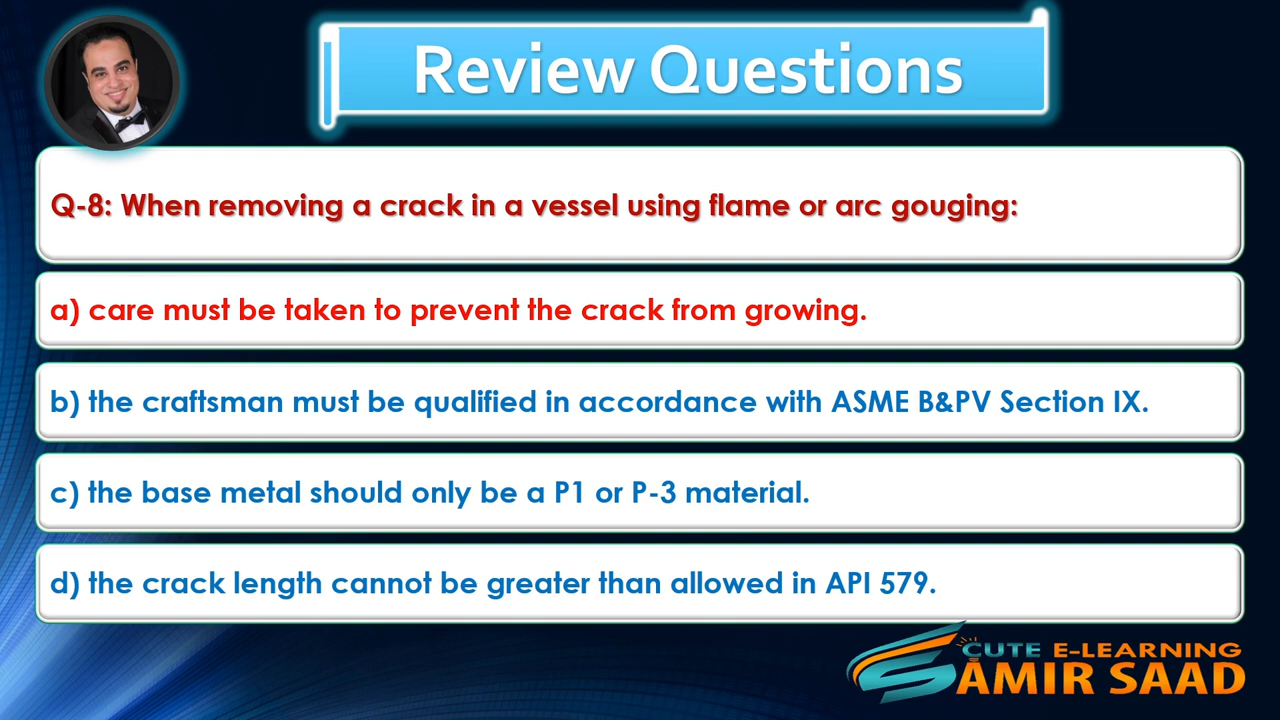 Review Questions
Q-8: When removing a crack in a vessel using flame or arc gouging:
a) care must be taken to prevent the crack from growing.
b) the craftsman must be qualified in accordance with ASME B&PV Section IX.
c) the base metal should only be a P1 or P-3 material.
d) the crack length cannot be greater than allowed in API 579.
CUTE E-LEARNING
AMIR SAAD